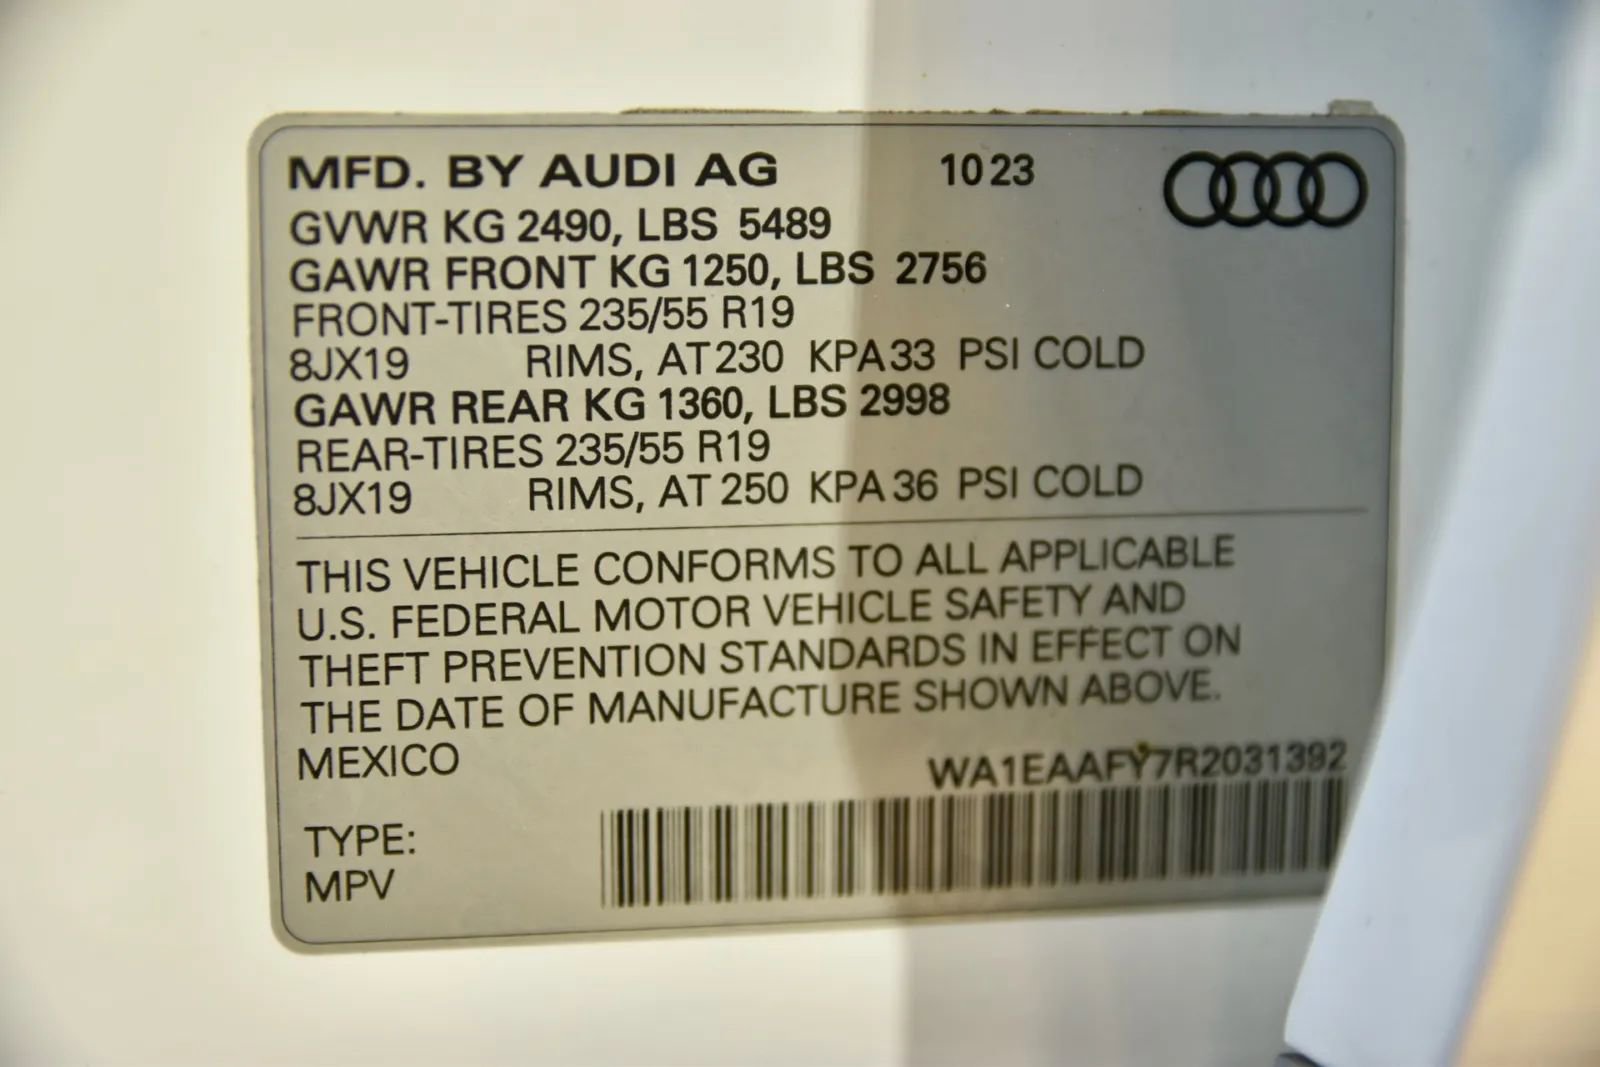 MFD. BY AUDI AG 10 23
GVWR KG 2490, LBS 5489
GAWR FRONT KG 1250, LBS 2756
FRONT-TIRES 235/55 R19
8JX19 RIMS, AT 230 KPA 33 PSI COLD
GAWR REAR KG 1360, LBS 2998
REAR-TIRES 235/55 R19
8JX19 RIMS, AT 250 KPA 36 PSI COLD
THIS VEHICLE CONFORMS TO ALL APPLICABLE
U.S. FEDERAL MOTOR VEHICLE SAFETY AND
THEFT PREVENTION STANDARDS IN EFFECT ON
THE DATE OF MANUFACTURE SHOWN ABOVE.
MEXICO
WA1EAAFY7R2031392
TYPE:
MPV